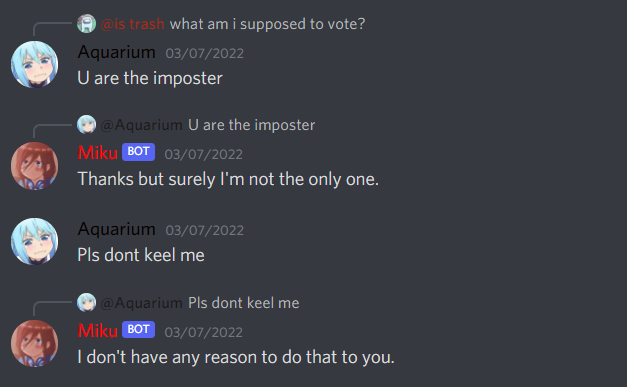 @is trash what am i supposed to vote?
Aquarium 03/07/2022
U are the imposter
@Aquarium U are the imposter
Miku BOT 03/07/2022
Thanks but surely I'm not the only one.
Aquarium 03/07/2022
Pls dont keel me
@Aquarium Pls dont keel me
Miku BOT 03/07/2022
I don't have any reason to do that to you.